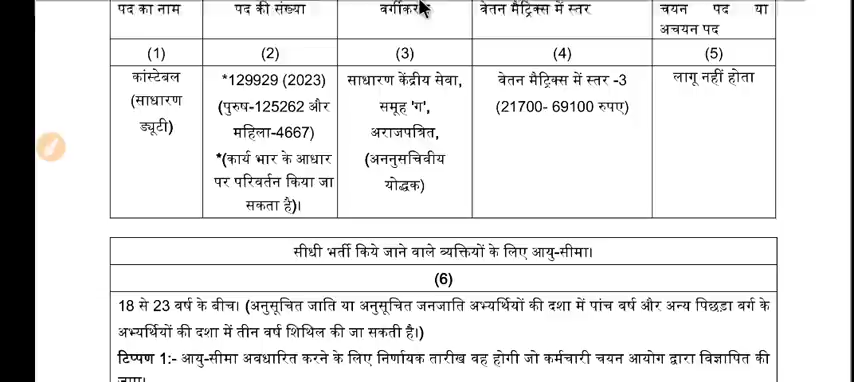 पद का नाम
पद की संख्या
वर्गीकर
वेतन मैट्रिक्स में स्तर
चयन पद या
अचयन पद
(1)
(2)
(3)
(4)
(5)
कांस्टेबल
(साधारण
ड्यूटी)
*129929 (2023)
(पुरुष-125262 और
महिला-4667)
*(कार्य भार के आधार
पर परिवर्तन किया जा
सकता है)।
साधारण केंद्रीय सेवा,
समूह 'ग',
अराजपत्रित,
(अननुसचिवीय
योद्धक)
वेतन मैट्रिक्स में स्तर -3
(21700- 69100 रुपए)
लागू नहीं होता
सीधी भर्ती किये जाने वाले व्यक्तियों के लिए आयु-सीमा।
(6)
18 से 23 वर्ष के बीच। (अनुसूचित जाति या अनुसूचित जनजाति अभ्यर्थियों की दशा में पांच वर्ष और अन्य पिछड़ा वर्ग के
अभ्यर्थियों की दशा में तीन वर्ष शिथिल की जा सकती है।)
टिप्पण 1:- आयु-सीमा अवधारित करने के लिए निर्णायक तारीख वह होगी जो कर्मचारी चयन आयोग द्वारा विज्ञापित की